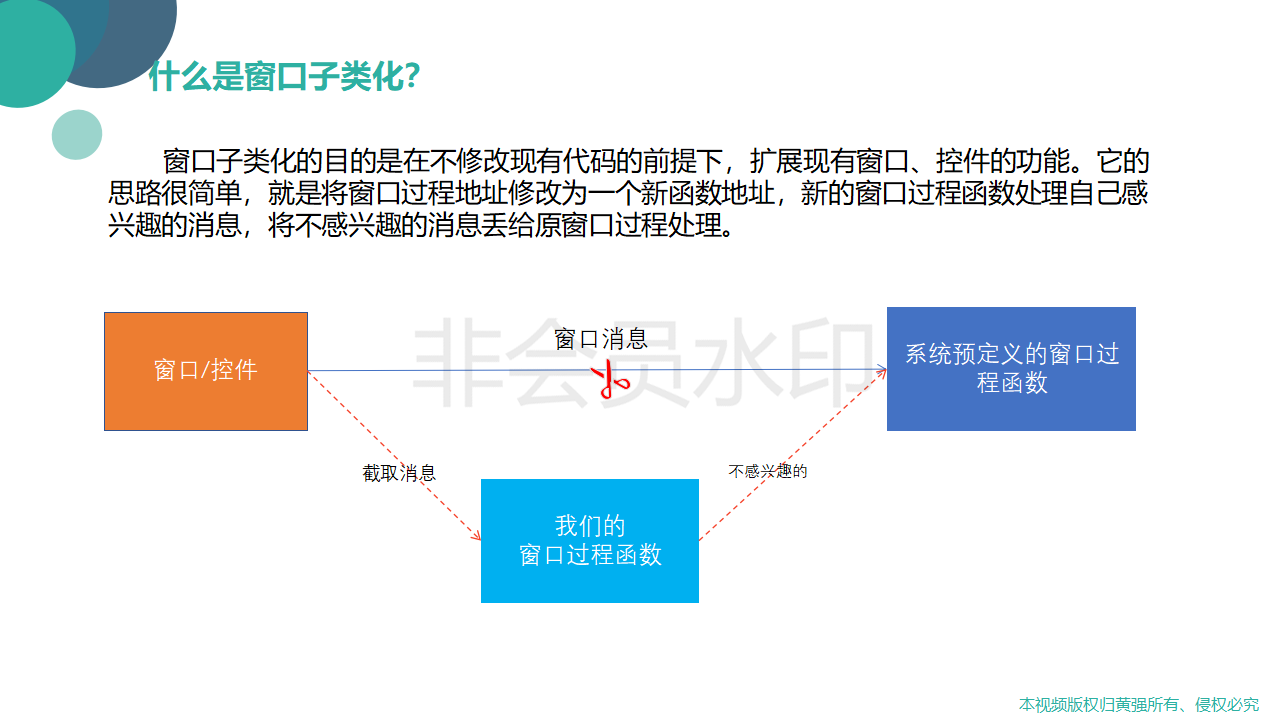 什么是窗口子类化?
窗口子类化的目的是在不修改现有代码的前提下，扩展现有窗口、控件的功能。它的
思路很简单，就是将窗口过程地址修改为一个新函数地址，新的窗口过程函数处理自己感
兴趣的消息，将不感兴趣的消息丢给原窗口过程处理。
非会员水印
窗口消息
窗口/控件
系统预定义的窗口过
程函数
截取消息
不感兴趣的
我们的
窗口过程函数
本视频版权归黄强所有、侵权必究